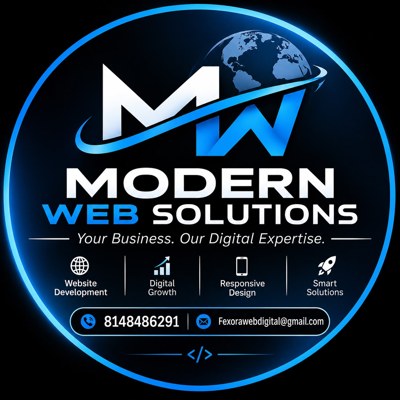 MW
MODERN
WEB SOLUTIONS
Your Business. Our Digital Expertise.
Website Development
Digital Growth
Responsive Design
Smart Solutions
8148486291 | Fexorawebdigital@gmail.com
</>